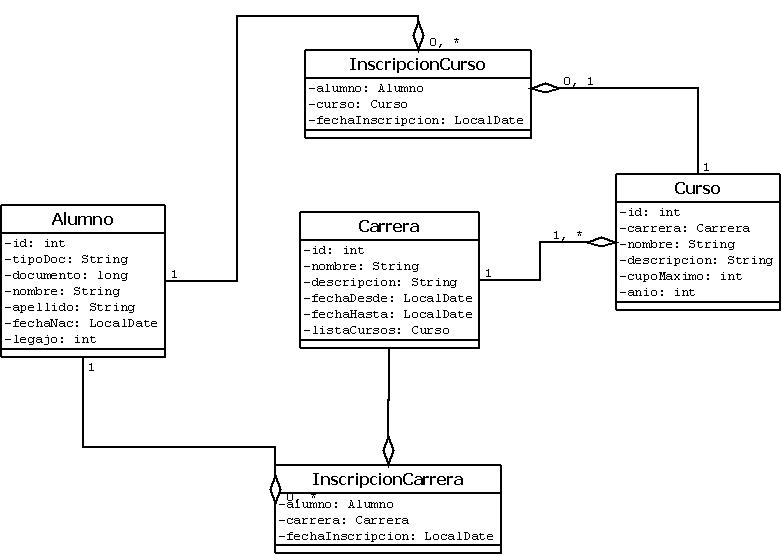 0, *
InscripcionCurso
-alumno: Alumno
-curso: Curso
-fechaInscripcion: LocalDate
0, 1
1
Curso
-id: int
-carrera: Carrera
-nombre: String
-descripcion: String
-cupoMaximo: int
-anio: int
Alumno
-id: int
-tipoDoc: String
-documento: long
-nombre: String
-apellido: String
-fechaNac: LocalDate
-legajo: int
1
1
Carrera
-id: int
-nombre: String
-descripcion: String
-fechaDesde: LocalDate
-fechaHasta: LocalDate
-listaCursos: Curso
1
1, *
InscripcionCarrera
0, *
-alumno: Alumno
-carrera: Carrera
-fechaInscripcion: LocalDate